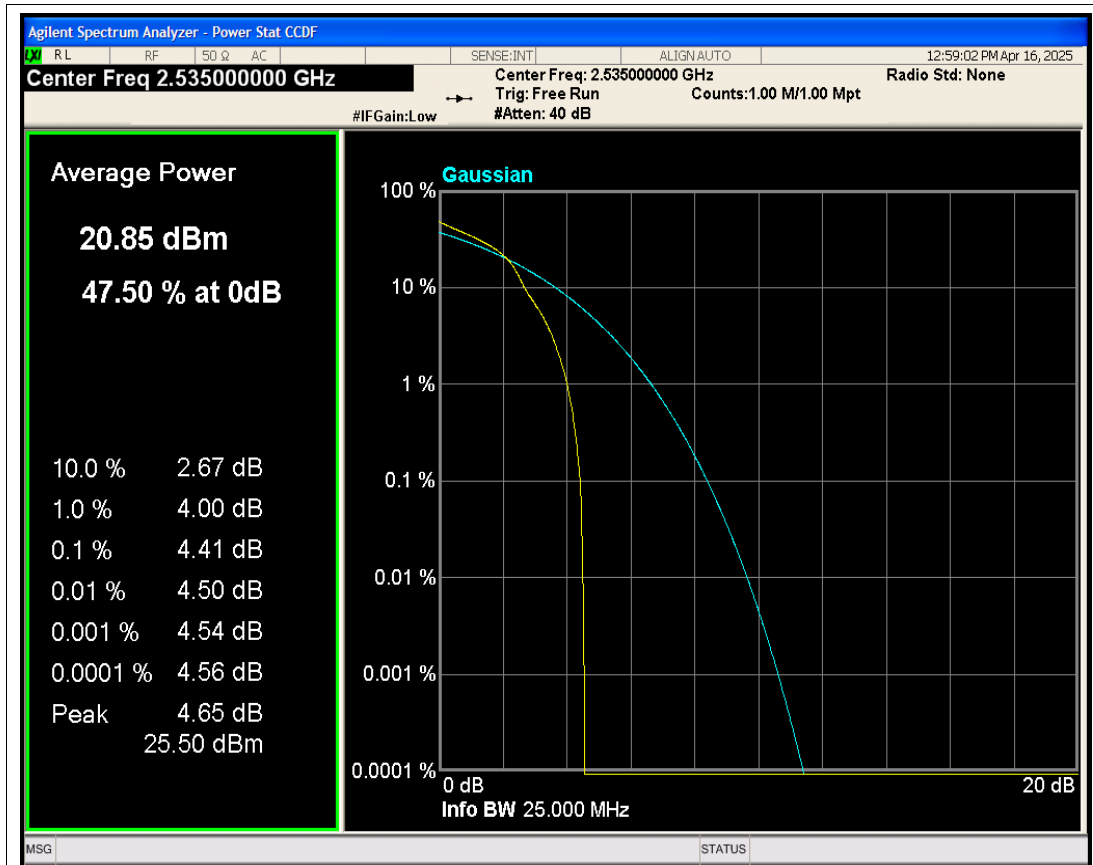 Agilent Spectrum Analyzer - Power Stat CCDF
LXI RL RF 50 Ω AC SENSE:INT ALIGN AUTO 12:59:02 PM Apr 16, 2025
Center Freq 2.535000000 GHz
Center Freq: 2.535000000 GHz Radio Std: None
Trig: Free Run Counts:1.00 M/1.00 Mpt
#IFGain:Low #Atten: 40 dB
Average Power
20.85 dBm
47.50 % at 0dB
10.0 % 2.67 dB
1.0 % 4.00 dB
0.1 % 4.41 dB
0.01 % 4.50 dB
0.001 % 4.54 dB
0.0001 % 4.56 dB
Peak 4.65 dB
25.50 dBm
Gaussian
100 %
10 %
1 %
0.1 %
0.01 %
0.001 %
0.0001 %
0 dB 20 dB
Info BW 25.000 MHz
MSG STATUS